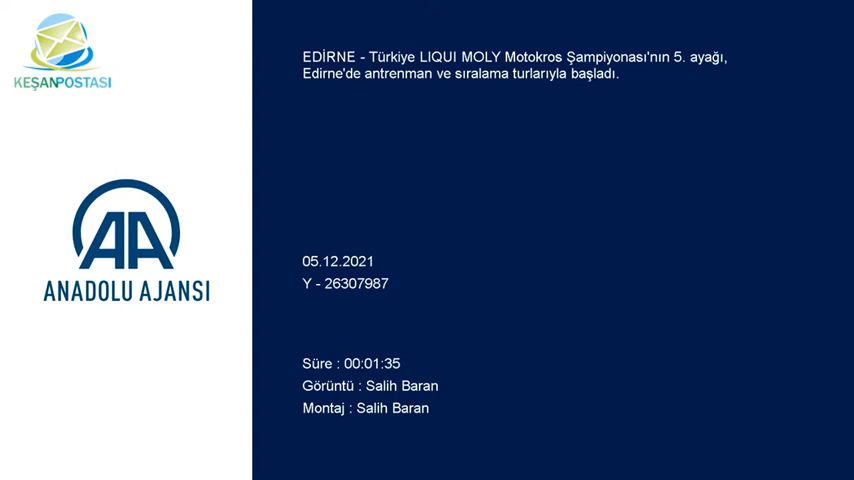 KEŞANPOSTASI
EDİRNE - Türkiye LIQUI MOLY Motokros Şampiyonası'nın 5. ayağı,
Edirne'de antrenman ve sıralama turlarıyla başladı.
AA
ANADOLU AJANSI
05.12.2021
Y - 26307987
Süre : 00:01:35
Görüntü : Salih Baran
Montaj : Salih Baran